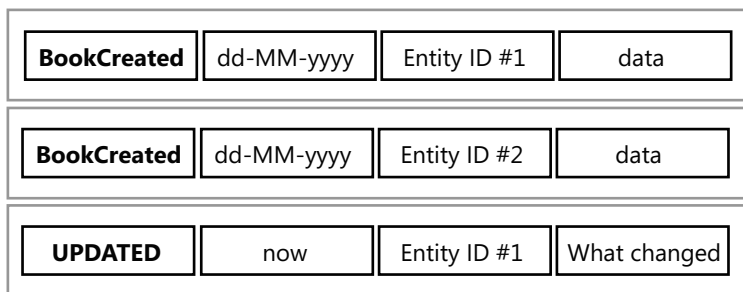 BookCreated dd-MM-yyyy Entity ID #1 data
BookCreated dd-MM-yyyy Entity ID #2 data
UPDATED now Entity ID #1 What changed